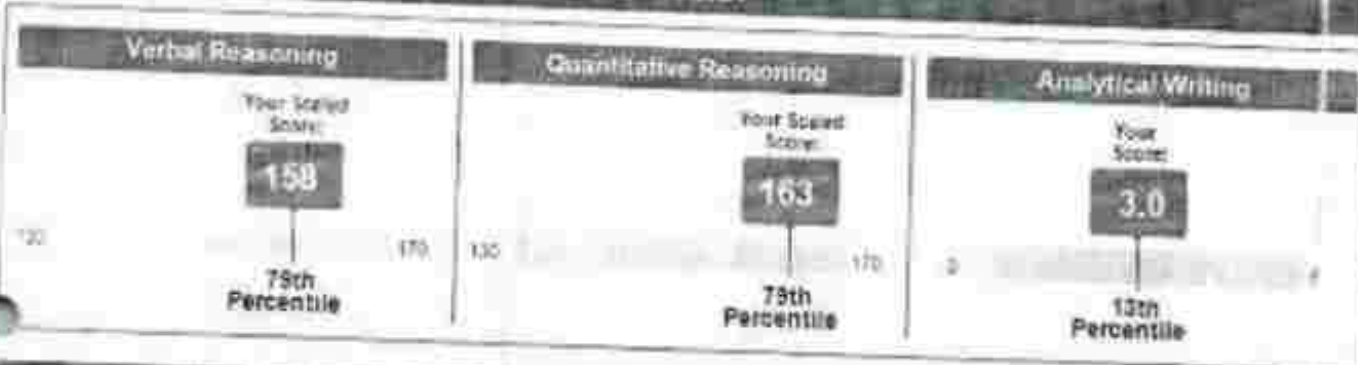 Verbal Reasoning
Your Scaled
Score:
158
130
170
79th
Percentile
Quantitative Reasoning
Your Scaled
Score:
163
130
170
79th
Percentile
Analytical Writing
Your
Score:
3.0
0
13th
Percentile